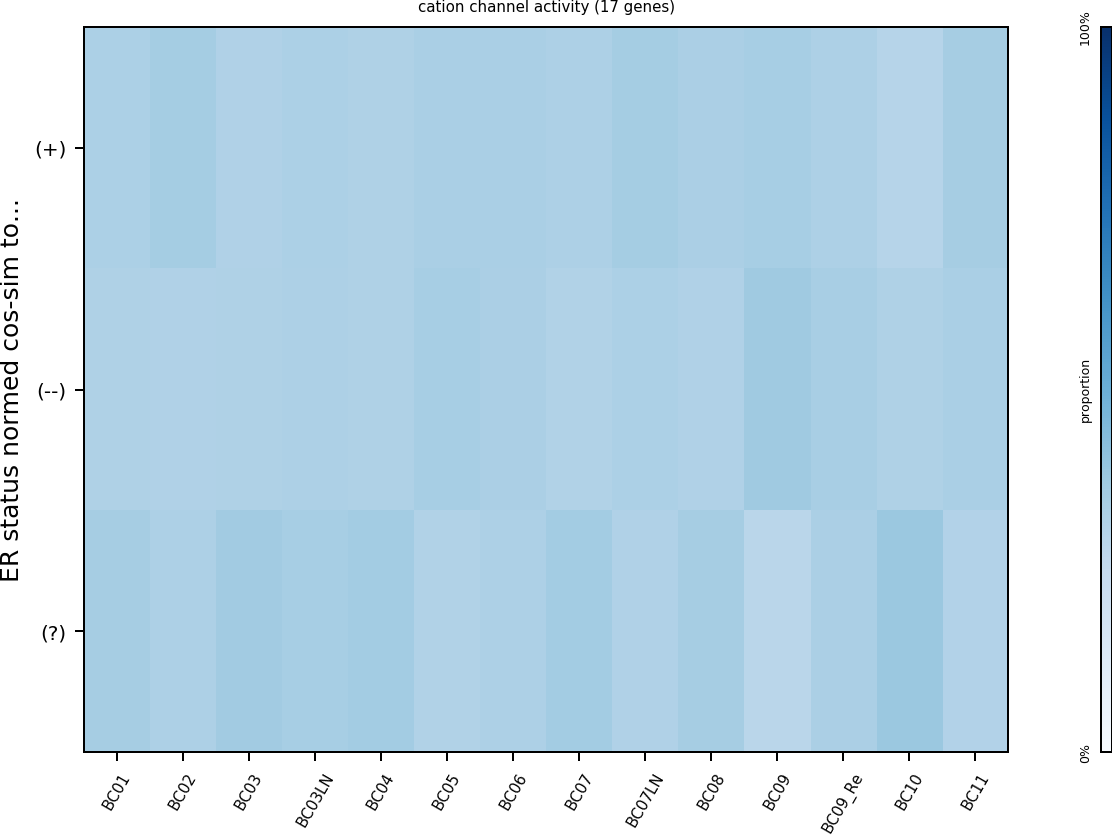 cation channel activity (17 genes)
ER status normed cos-sim to...
(+)
(--)
(?)
BC01
BC02
BC03
BC03LN
BC04
BC05
BC06
BC07
BC07LN
BC08
BC09
BC09_Re
BC10
BC11
100%
proportion
0%